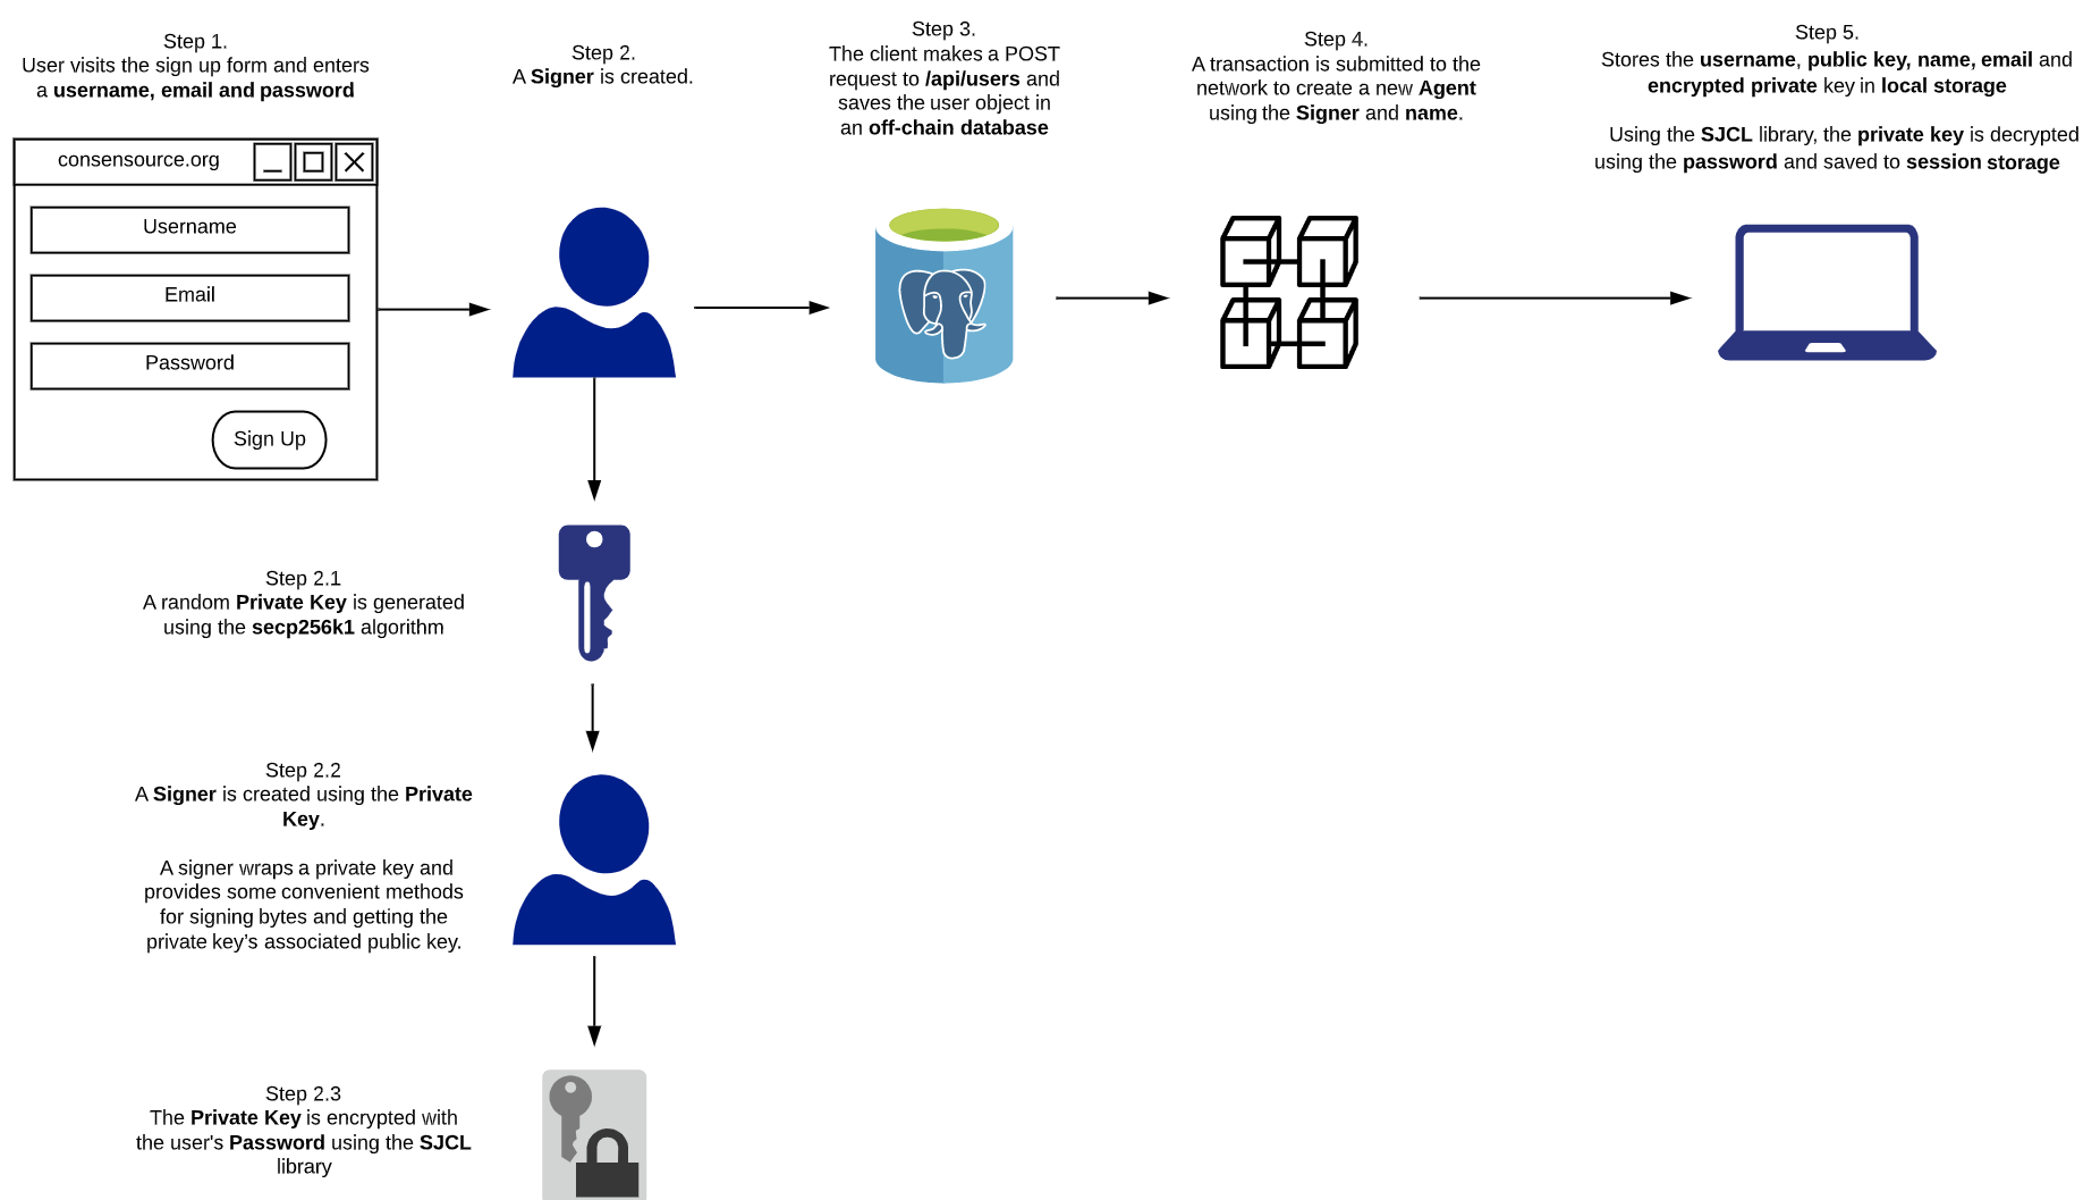 Step 1.
User visits the sign up form and enters
a username, email and password
consensource.org
Username
Email
Password
Sign Up
Step 2.
A Signer is created.
Step 2.1
A random Private Key is generated
using the secp256k1 algorithm
Step 2.2
A Signer is created using the Private
Key.
A signer wraps a private key and
provides some convenient methods
for signing bytes and getting the
private key’s associated public key.
Step 2.3
The Private Key is encrypted with
the user's Password using the SJCL
library
Step 3.
The client makes a POST
request to /api/users and
saves the user object in
an off-chain database
Step 4.
A transaction is submitted to the
network to create a new Agent
using the Signer and name.
Step 5.
Stores the username, public key, name, email and
encrypted private key in local storage
Using the SJCL library, the private key is decrypted
using the password and saved to session storage